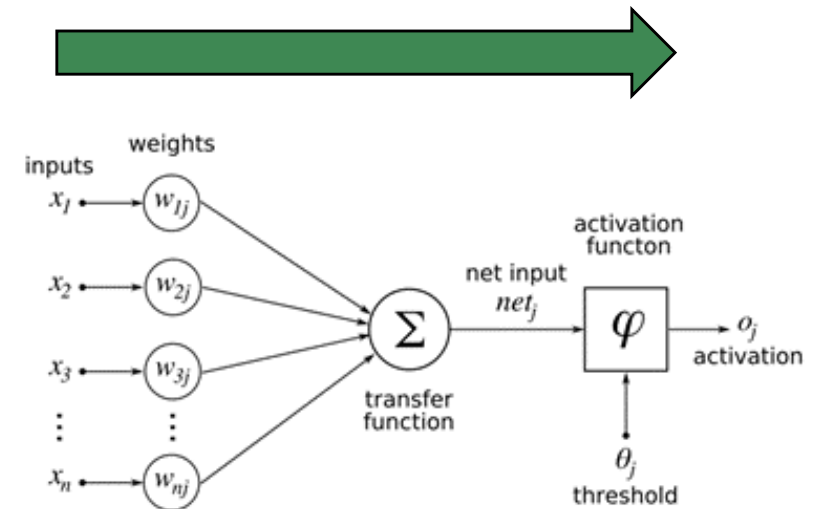 weights
inputs
x1 w1j
x2 w2j
x3 w3j
⋮ ⋮
xn wnj
Σ
transfer
function
net input
netj
activation
functon
φ
oj
activation
θj
threshold